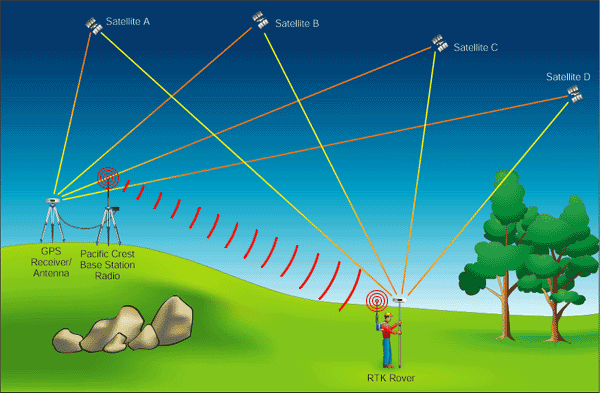 Satellite A
Satellite B
Satellite C
Satellite D
GPS
Receiver/
Antenna
Pacific Crest
Base Station
Radio
RTK Rover